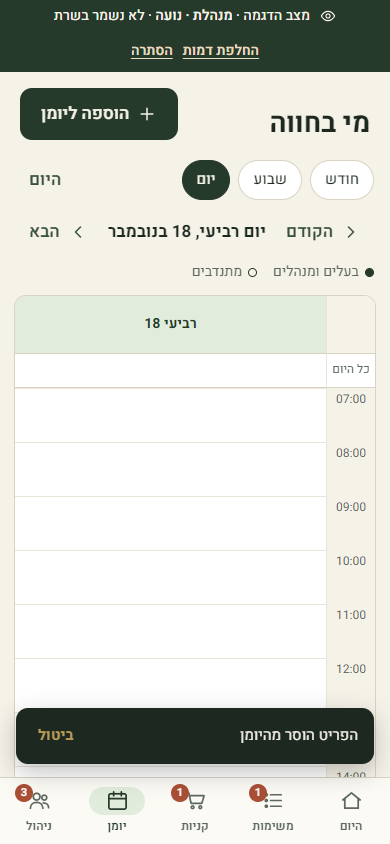 מצב הדגמה · מנהלת · נועה · לא נשמר בשרת
החלפת דמות הסתרה
מי בחווה
+ הוספה ליומן
חודש שבוע יום היום
הקודם יום רביעי, 18 בנובמבר הבא
בעלים ומנהלים מתנדבים
רביעי 18
כל היום
07:00
08:00
09:00
10:00
11:00
12:00
הפריט הוסר מהיומן ביטול
14:00
1 1 3
היום משימות קניות יומן ניהול